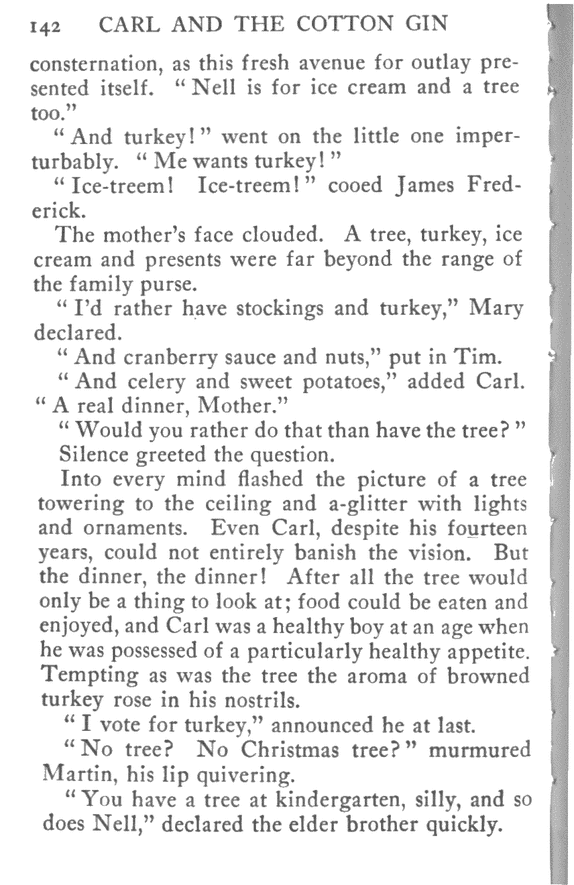 142 CARL AND THE COTTON GIN
consternation, as this fresh avenue for outlay pre-
sented itself. “ Nell is for ice cream and a tree
too.”
“ And turkey! ” went on the little one imper-
turbably. “ Me wants turkey! ”
“ Ice-treem! Ice-treem! ” cooed James Fred-
erick.
The mother’s face clouded. A tree, turkey, ice
cream and presents were far beyond the range of
the family purse.
“ I’d rather have stockings and turkey,” Mary
declared.
“ And cranberry sauce and nuts,” put in Tim.
“ And celery and sweet potatoes,” added Carl.
“ A real dinner, Mother.”
“ Would you rather do that than have the tree? ”
Silence greeted the question.
Into every mind flashed the picture of a tree
towering to the ceiling and a-glitter with lights
and ornaments. Even Carl, despite his fourteen
years, could not entirely banish the vision. But
the dinner, the dinner! After all the tree would
only be a thing to look at; food could be eaten and
enjoyed, and Carl was a healthy boy at an age when
he was possessed of a particularly healthy appetite.
Tempting as was the tree the aroma of browned
turkey rose in his nostrils.
“ I vote for turkey,” announced he at last.
“ No tree? No Christmas tree? ” murmured
Martin, his lip quivering.
“ You have a tree at kindergarten, silly, and so
does Nell,” declared the elder brother quickly.